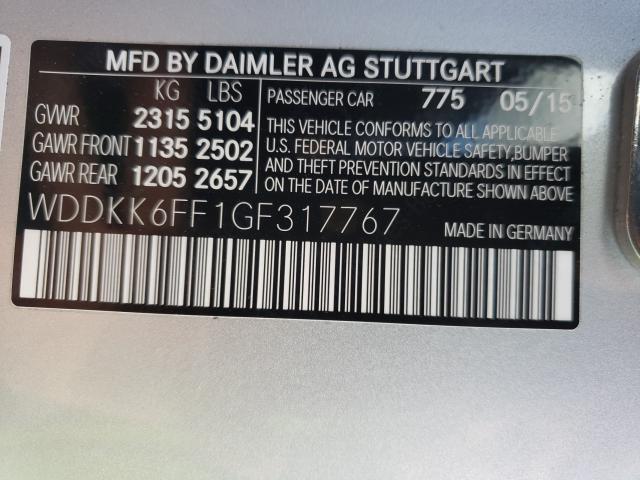 MFD BY DAIMLER AG STUTTGART
KG LBS
PASSENGER CAR 775 05/15
GWWR 2315 5104
GAWR FRONT 1135 2502
GAWR REAR 1205 2657
THIS VEHICLE CONFORMS TO ALL APPLICABLE
U.S. FEDERAL MOTOR VEHICLE SAFETY,BUMPER
AND THEFT PREVENTION STANDARDS IN EFFECT
ON THE DATE OF MANUFACTURE SHOWN ABOVE
WDDKK6FF1GF317767
MADE IN GERMANY